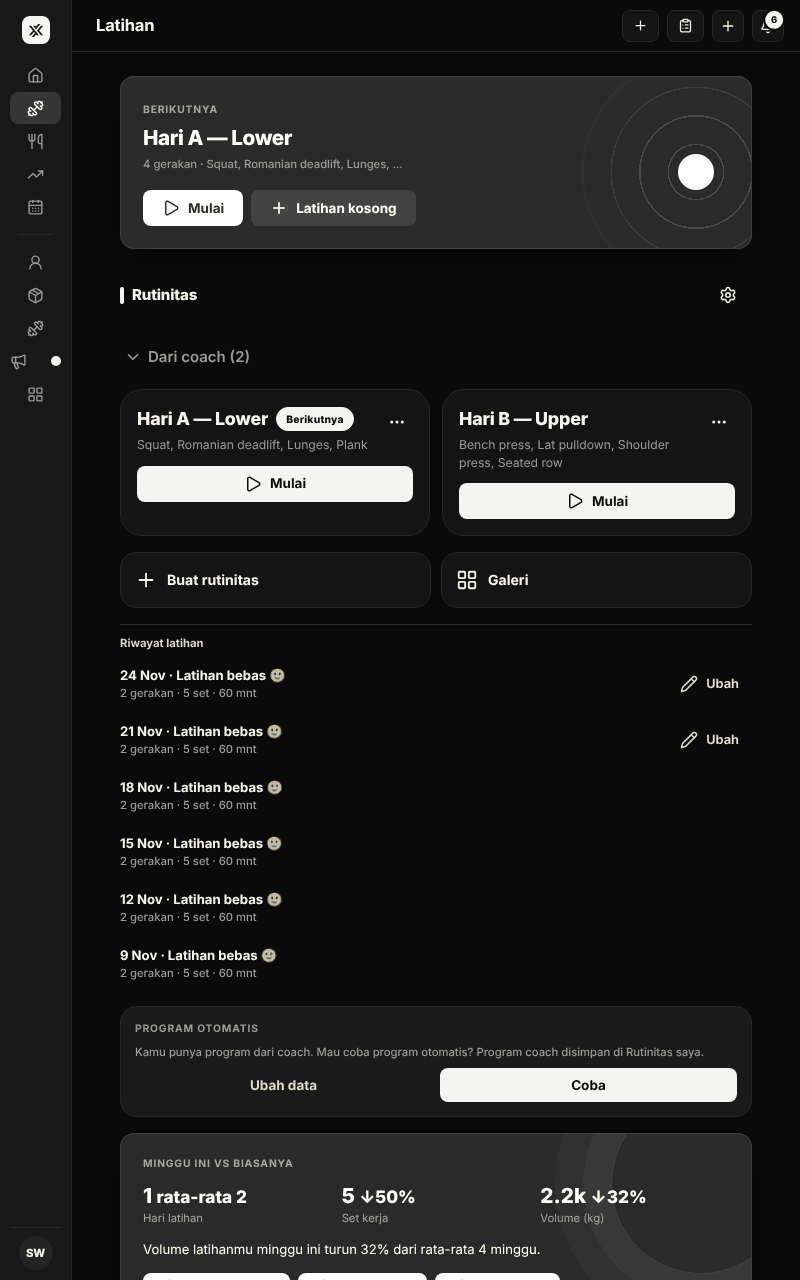 Latihan
6
BERIKUTNYA
Hari A — Lower
4 gerakan · Squat, Romanian deadlift, Lunges, ...
Mulai
Latihan kosong
Rutinitas
Dari coach (2)
Hari A — Lower
Berikutnya
Squat, Romanian deadlift, Lunges, Plank
Mulai
Hari B — Upper
Bench press, Lat pulldown, Shoulder
press, Seated row
Mulai
Buat rutinitas
Galeri
Riwayat latihan
24 Nov · Latihan bebas 🙂
2 gerakan · 5 set · 60 mnt
Ubah
21 Nov · Latihan bebas 🙂
2 gerakan · 5 set · 60 mnt
Ubah
18 Nov · Latihan bebas 🙂
2 gerakan · 5 set · 60 mnt
15 Nov · Latihan bebas 🙂
2 gerakan · 5 set · 60 mnt
12 Nov · Latihan bebas 🙂
2 gerakan · 5 set · 60 mnt
9 Nov · Latihan bebas 🙂
2 gerakan · 5 set · 60 mnt
PROGRAM OTOMATIS
Kamu punya program dari coach. Mau coba program otomatis? Program coach disimpan di Rutinitas saya.
Ubah data
Coba
MINGGU INI VS BIASANYA
1 rata-rata 2
Hari latihan
5 ↓50%
Set kerja
2.2k ↓32%
Volume (kg)
Volume latihanmu minggu ini turun 32% dari rata-rata 4 minggu.
SW